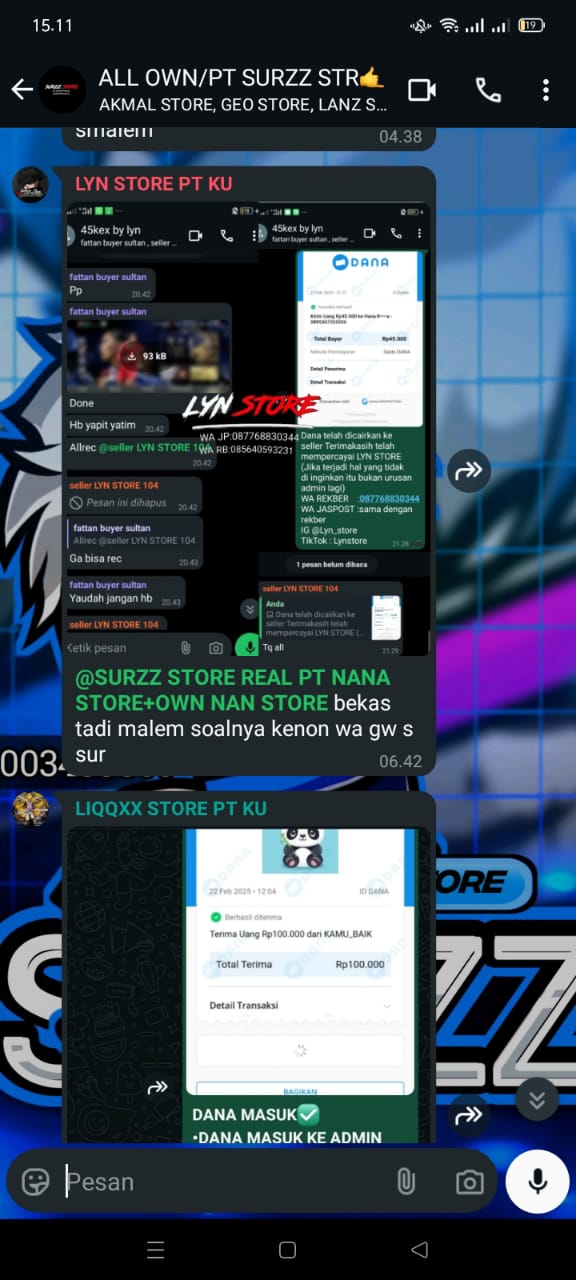 15.11
19
ALL OWN/PT SURZZ STR🤙
AKMAL STORE, GEO STORE, LANZ S...
smalem
04.38
LYN STORE PT KU
45kex by lyn
fattan buyer sultan , seller ...
fattan buyer sultan
Pp
20.42
fattan buyer sultan
93 kB
Done
Hb yapit yatim
20.42
Allrec @seller LYN STORE 104
20.42
seller LYN STORE 104
Pesan ini dihapus
20.42
fattan buyer sultan
Allrec @seller LYN STORE 104
Ga bisa rec
20.43
fattan buyer sultan
Yaudah jangan hb
20.43
seller LYN STORE 104
Ketik pesan
45kex by lyn
fattan buyer sultan , seller ...
DANA
Total Bayar
Rp45.000
Metode Pembayaran
Saldo DANA
Detail Penerima
Detail Transaksi
LYN STORE
WA JP:087768830344
WA RB:085640593231
Dana telah dicairkan ke
seller Terimakasih telah
mempercayai LYN STORE
(Jika terjadi hal yang tidak
di inginkan itu bukan urusan
admin lagi)
WA REKBER :087768830344
WA JASPOST :sama dengan
rekber
IG @Lyn_store
TikTok : Lynstore
21.28
1 pesan belum dibaca
seller LYN STORE 104
Anda
Dana telah dicairkan ke
seller Terimakasih telah
mempercayai LYN STORE (...
Tq all
21.29
@SURZZ STORE REAL PT NANA
STORE+OWN NAN STORE bekas
tadi malem soalnya kenon wa gw s
sur
06.42
LIQQXX STORE PT KU
22 Feb 2025 • 12:04
ID DANA
Berhasil diterima
Terima Uang Rp100.000 dari KAMU_BAIK
Total Terima
Rp100.000
Detail Transaksi
BAGIKAN
DANA MASUK✅
•DANA MASUK KE ADMIN
Pesan